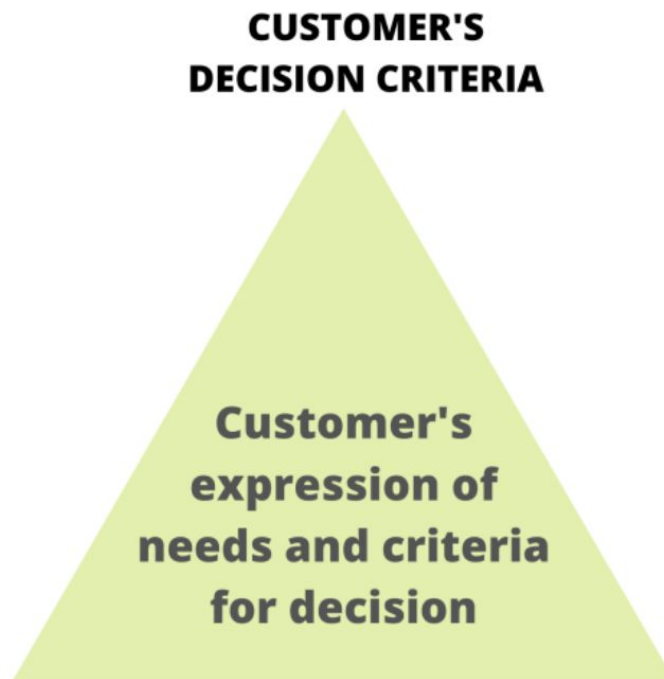 CUSTOMER'S
DECISION CRITERIA
Customer's
expression of
needs and criteria
for decision